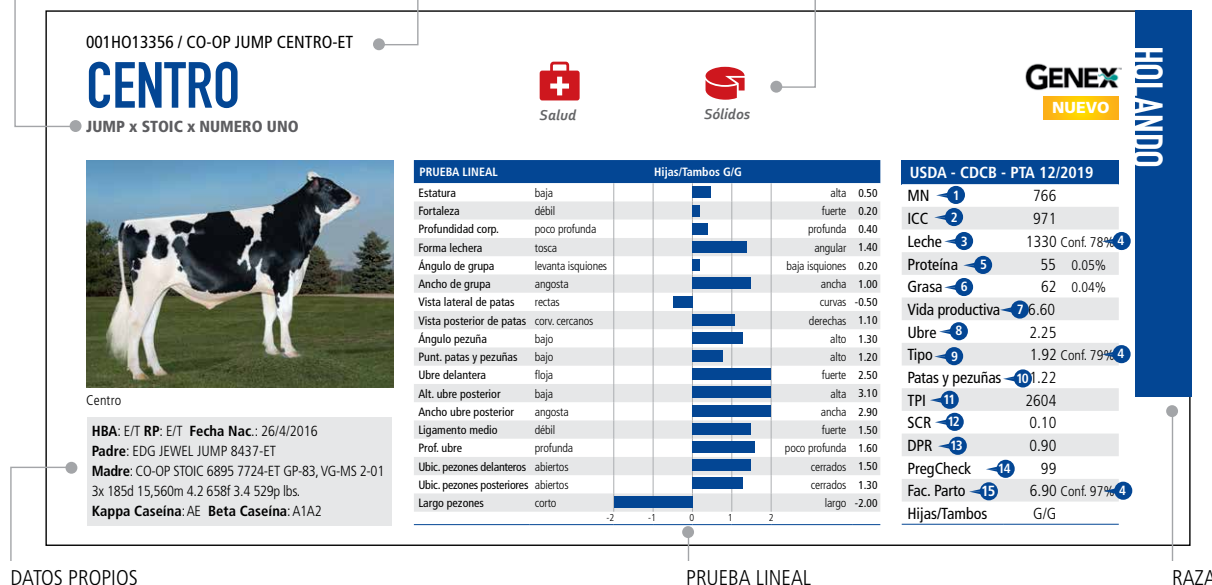 001HO13356 / CO-OP JUMP CENTRO-ET
CENTRO
JUMP x STOIC x NUMERO UNO
Salud
Sólidos
GENEX
NUEVO
HOLANDO
Centro
HBA: E/T RP: E/T Fecha Nac.: 26/4/2016
Padre: EDG JEWEL JUMP 8437-ET
Madre: CO-OP STOIC 6895 7724-ET GP-83, VG-MS 2-01
3x 185d 15,560m 4.2 658f 3.4 529p lbs.
Kappa Caseína: AE Beta Caseína: A1A2
PRUEBA LINEAL Hijas/Tambos G/G
Estatura baja alta 0.50
Fortaleza débil fuerte 0.20
Profundidad corp. poco profunda profunda 0.40
Forma lechera tosca angular 1.40
Ángulo de grupa levanta isquiones baja isquiones 0.20
Ancho de grupa angosta ancha 1.00
Vista lateral de patas rectas curvas -0.50
Vista posterior de patas corv. cercanos derechas 1.10
Ángulo pezuña bajo alto 1.30
Punt. patas y pezuñas bajo alto 1.20
Ubre delantera floja fuerte 2.50
Alt. ubre posterior baja alta 3.10
Ancho ubre posterior angosta ancha 2.90
Ligamento medio débil fuerte 1.50
Prof. ubre profunda poco profunda 1.60
Ubic. pezones delanteros abiertos cerrados 1.50
Ubic. pezones posteriores abiertos cerrados 1.30
Largo pezones corto largo -2.00
-2 -1 0 1 2
USDA - CDCB - PTA 12/2019
MN 1 766
ICC 2 971
Leche 3 1330 Conf. 78% 4
Proteína 5 55 0.05%
Grasa 6 62 0.04%
Vida productiva 7 6.60
Ubre 8 2.25
Tipo 9 1.92 Conf. 79% 4
Patas y pezuñas 10 1.22
TPI 11 2604
SCR 12 0.10
DPR 13 0.90
PregCheck 14 99
Fac. Parto 15 6.90 Conf. 97% 4
Hijas/Tambos G/G
DATOS PROPIOS
PRUEBA LINEAL
RAZA